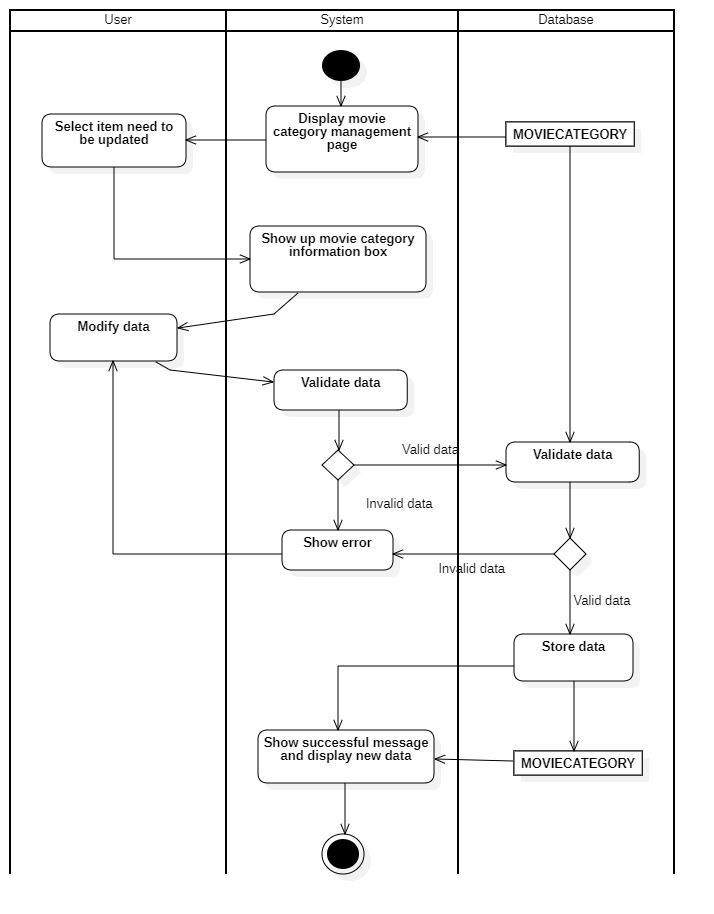 User
System
Database
Display movie
category management
page
Select item need to
be updated
MOVIECATEGORY
Show up movie category
information box
Modify data
Validate data
Valid data
Validate data
Invalid data
Show error
Invalid data
Valid data
Store data
Show successful message
and display new data
MOVIECATEGORY